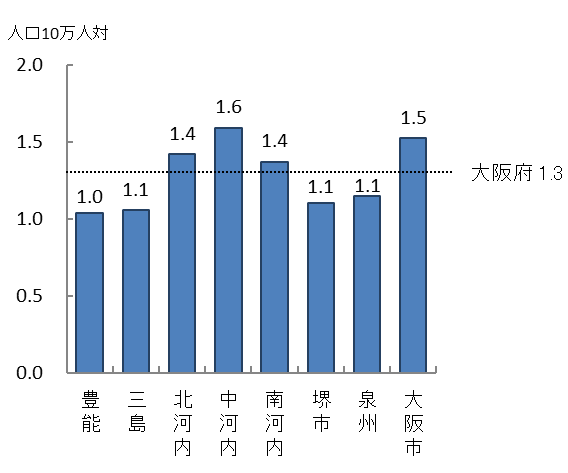 人口10万人対
2.0
1.5
1.0
0.5
0.0
1.0
1.1
1.4
1.6
1.4
1.1
1.1
1.5
大阪府 1.3
豊能
三島
北河内
中河内
南河内
堺市
泉州
大阪市